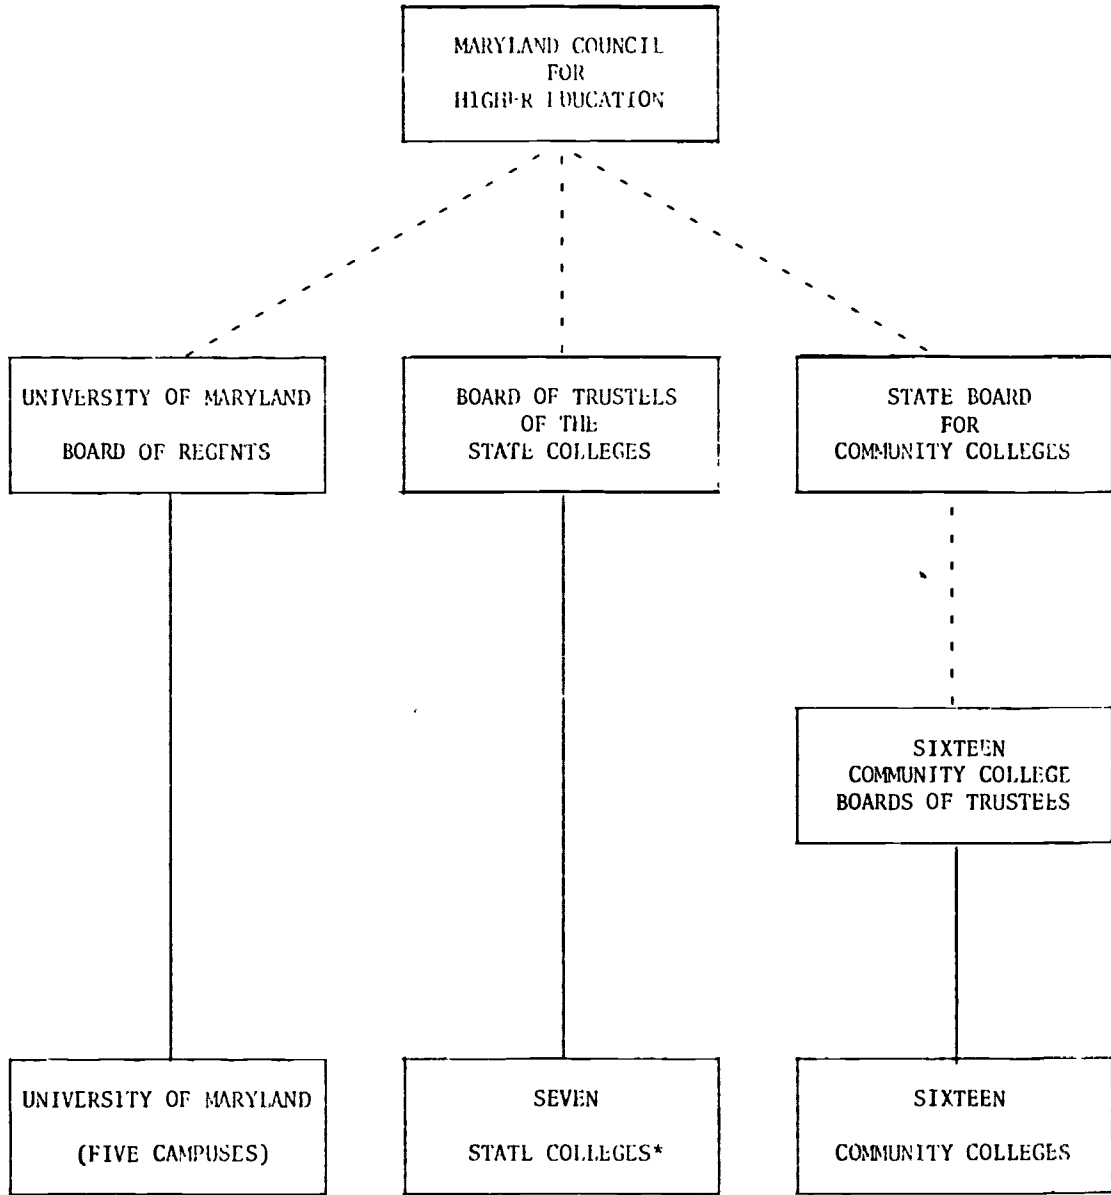 MARYLAND COUNCIL
FOR
HIGHER EDUCATION
UNIVERSITY OF MARYLAND
BOARD OF REGENTS
BOARD OF TRUSTEES
OF THE
STATE COLLEGES
STATE BOARD
FOR
COMMUNITY COLLEGES
SIXTEEN
COMMUNITY COLLEGE
BOARDS OF TRUSTEES
UNIVERSITY OF MARYLAND
(FIVE CAMPUSES)
SEVEN
STATE COLLEGES*
SIXTEEN
COMMUNITY COLLEGES